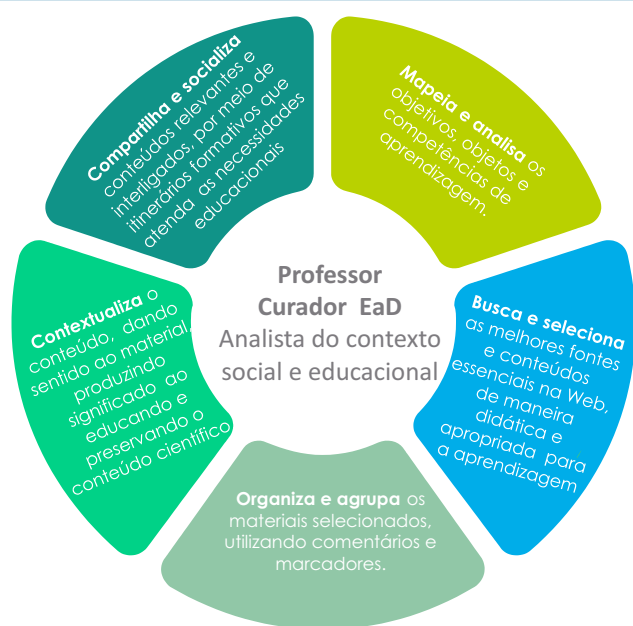 Compartilha e socializa
conteúdos relevantes e
interligados, por meio de
itinerários formativos que
atenda as necessidades
educacionais
Mapeia e analisa os
objetivos, objetos e
competências de
aprendizagem.
Professor
Curador EaD
Analista do contexto
social e educacional
Contextualiza o
conteúdo, dando
sentido ao material,
produzindo
significado ao
educando e
preservando o
conteúdo científico
Busca e seleciona
as melhores fontes
e conteúdos
essenciais na Web,
de maneira
didática e
apropriada para
a aprendizagem
Organiza e agrupa os
materiais selecionados,
utilizando comentários e
marcadores.